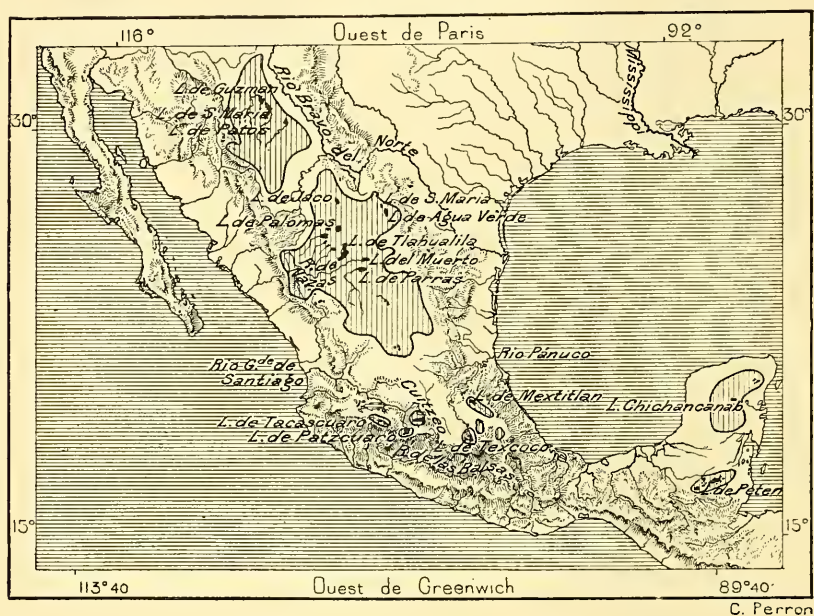 116° Ouest de Paris 92°
Mississipi
L. de Guzman
L. de S. Maria
L. de Patos
30° 30°
Rio Bravo del Norte
L. de Jaco
L. de S. Maria
L. de Agua Verde
L. de Palomas
L. de Tlahualila
R. de Nazas
L. del Muerto
L. de Parras
Rio Pánuco
Rio G.de de
Santiago
Cuitzeo
L. de Mextitlan
L. Chichancanab
L. de Tacascuaro
L. de Patzcuaro
L. de Texcoco
R. de las Balsas
L. de Peten
15° 15°
113°40 Ouest de Greenwich 89°40'
C. Perron